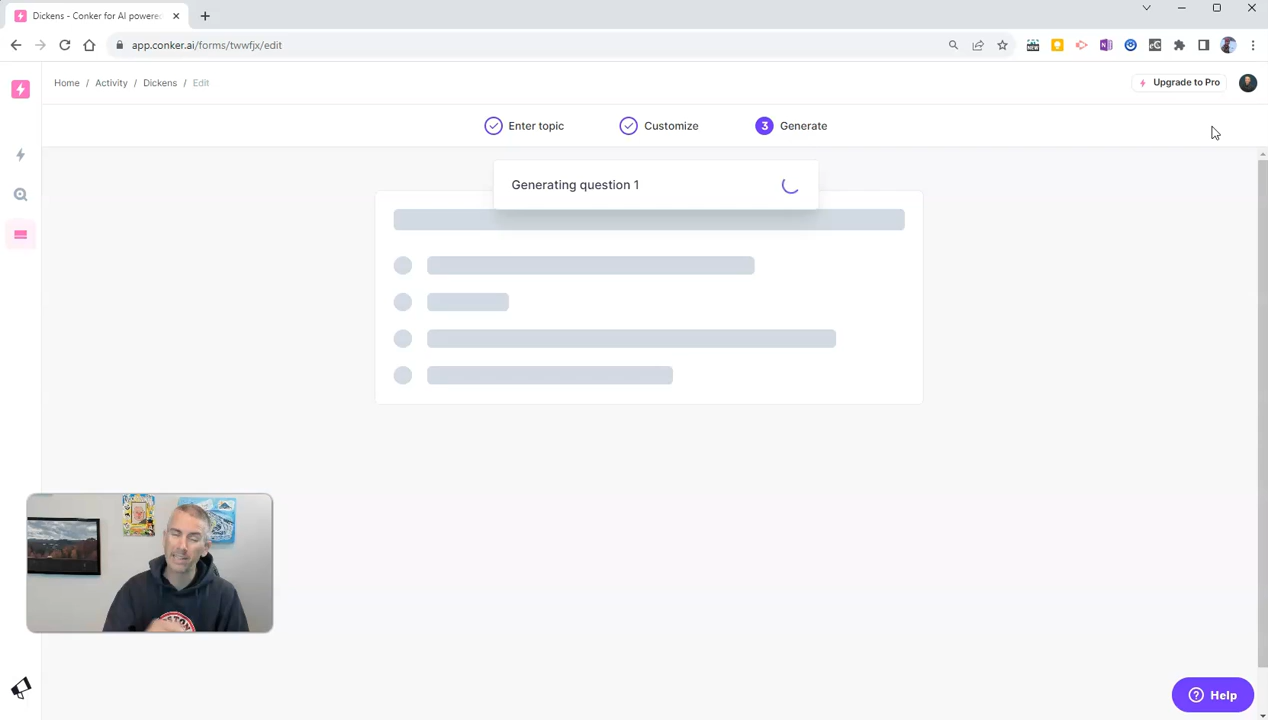 Dickens - Conker for AI powered
app.conker.ai/forms/twwfjx/edit
Home / Activity / Dickens / Edit
Upgrade to Pro
Enter topic
Customize
3 Generate
Generating question 1
Help